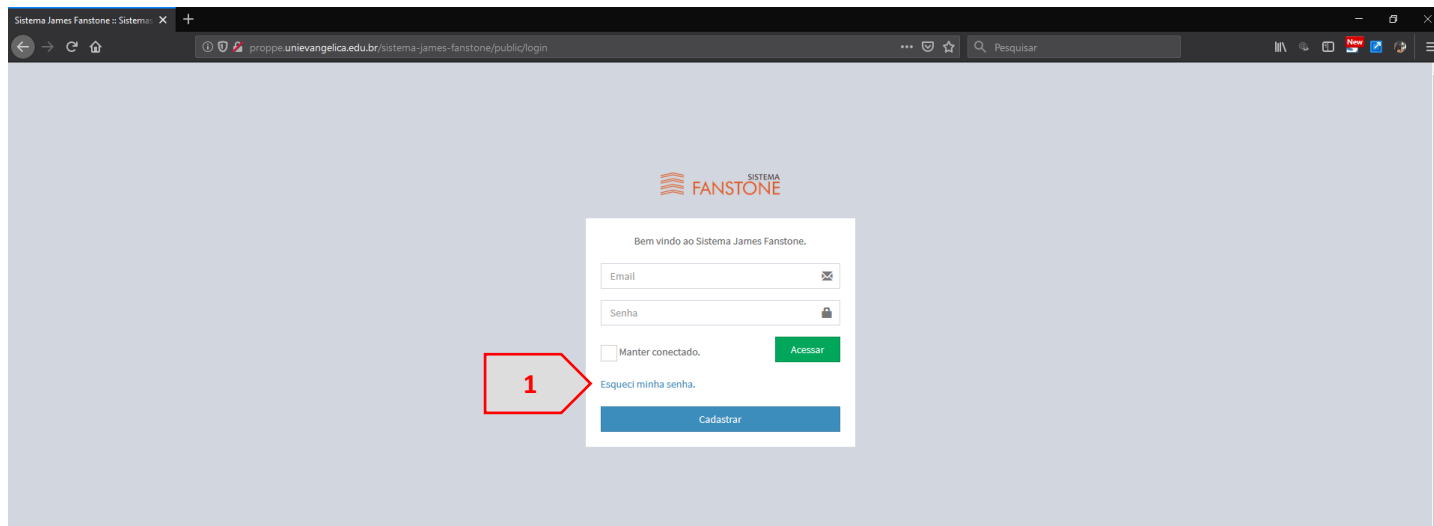 Sistema James Fanstone :: Sistemas
proppe.unievangelica.edu.br/sistema-james-fanstone/public/login
Pesquisar
New
SISTEMA
FANSTONE
Bem vindo ao Sistema James Fanstone.
Email
Senha
Manter conectado.
Acessar
1
Esqueci minha senha.
Cadastrar